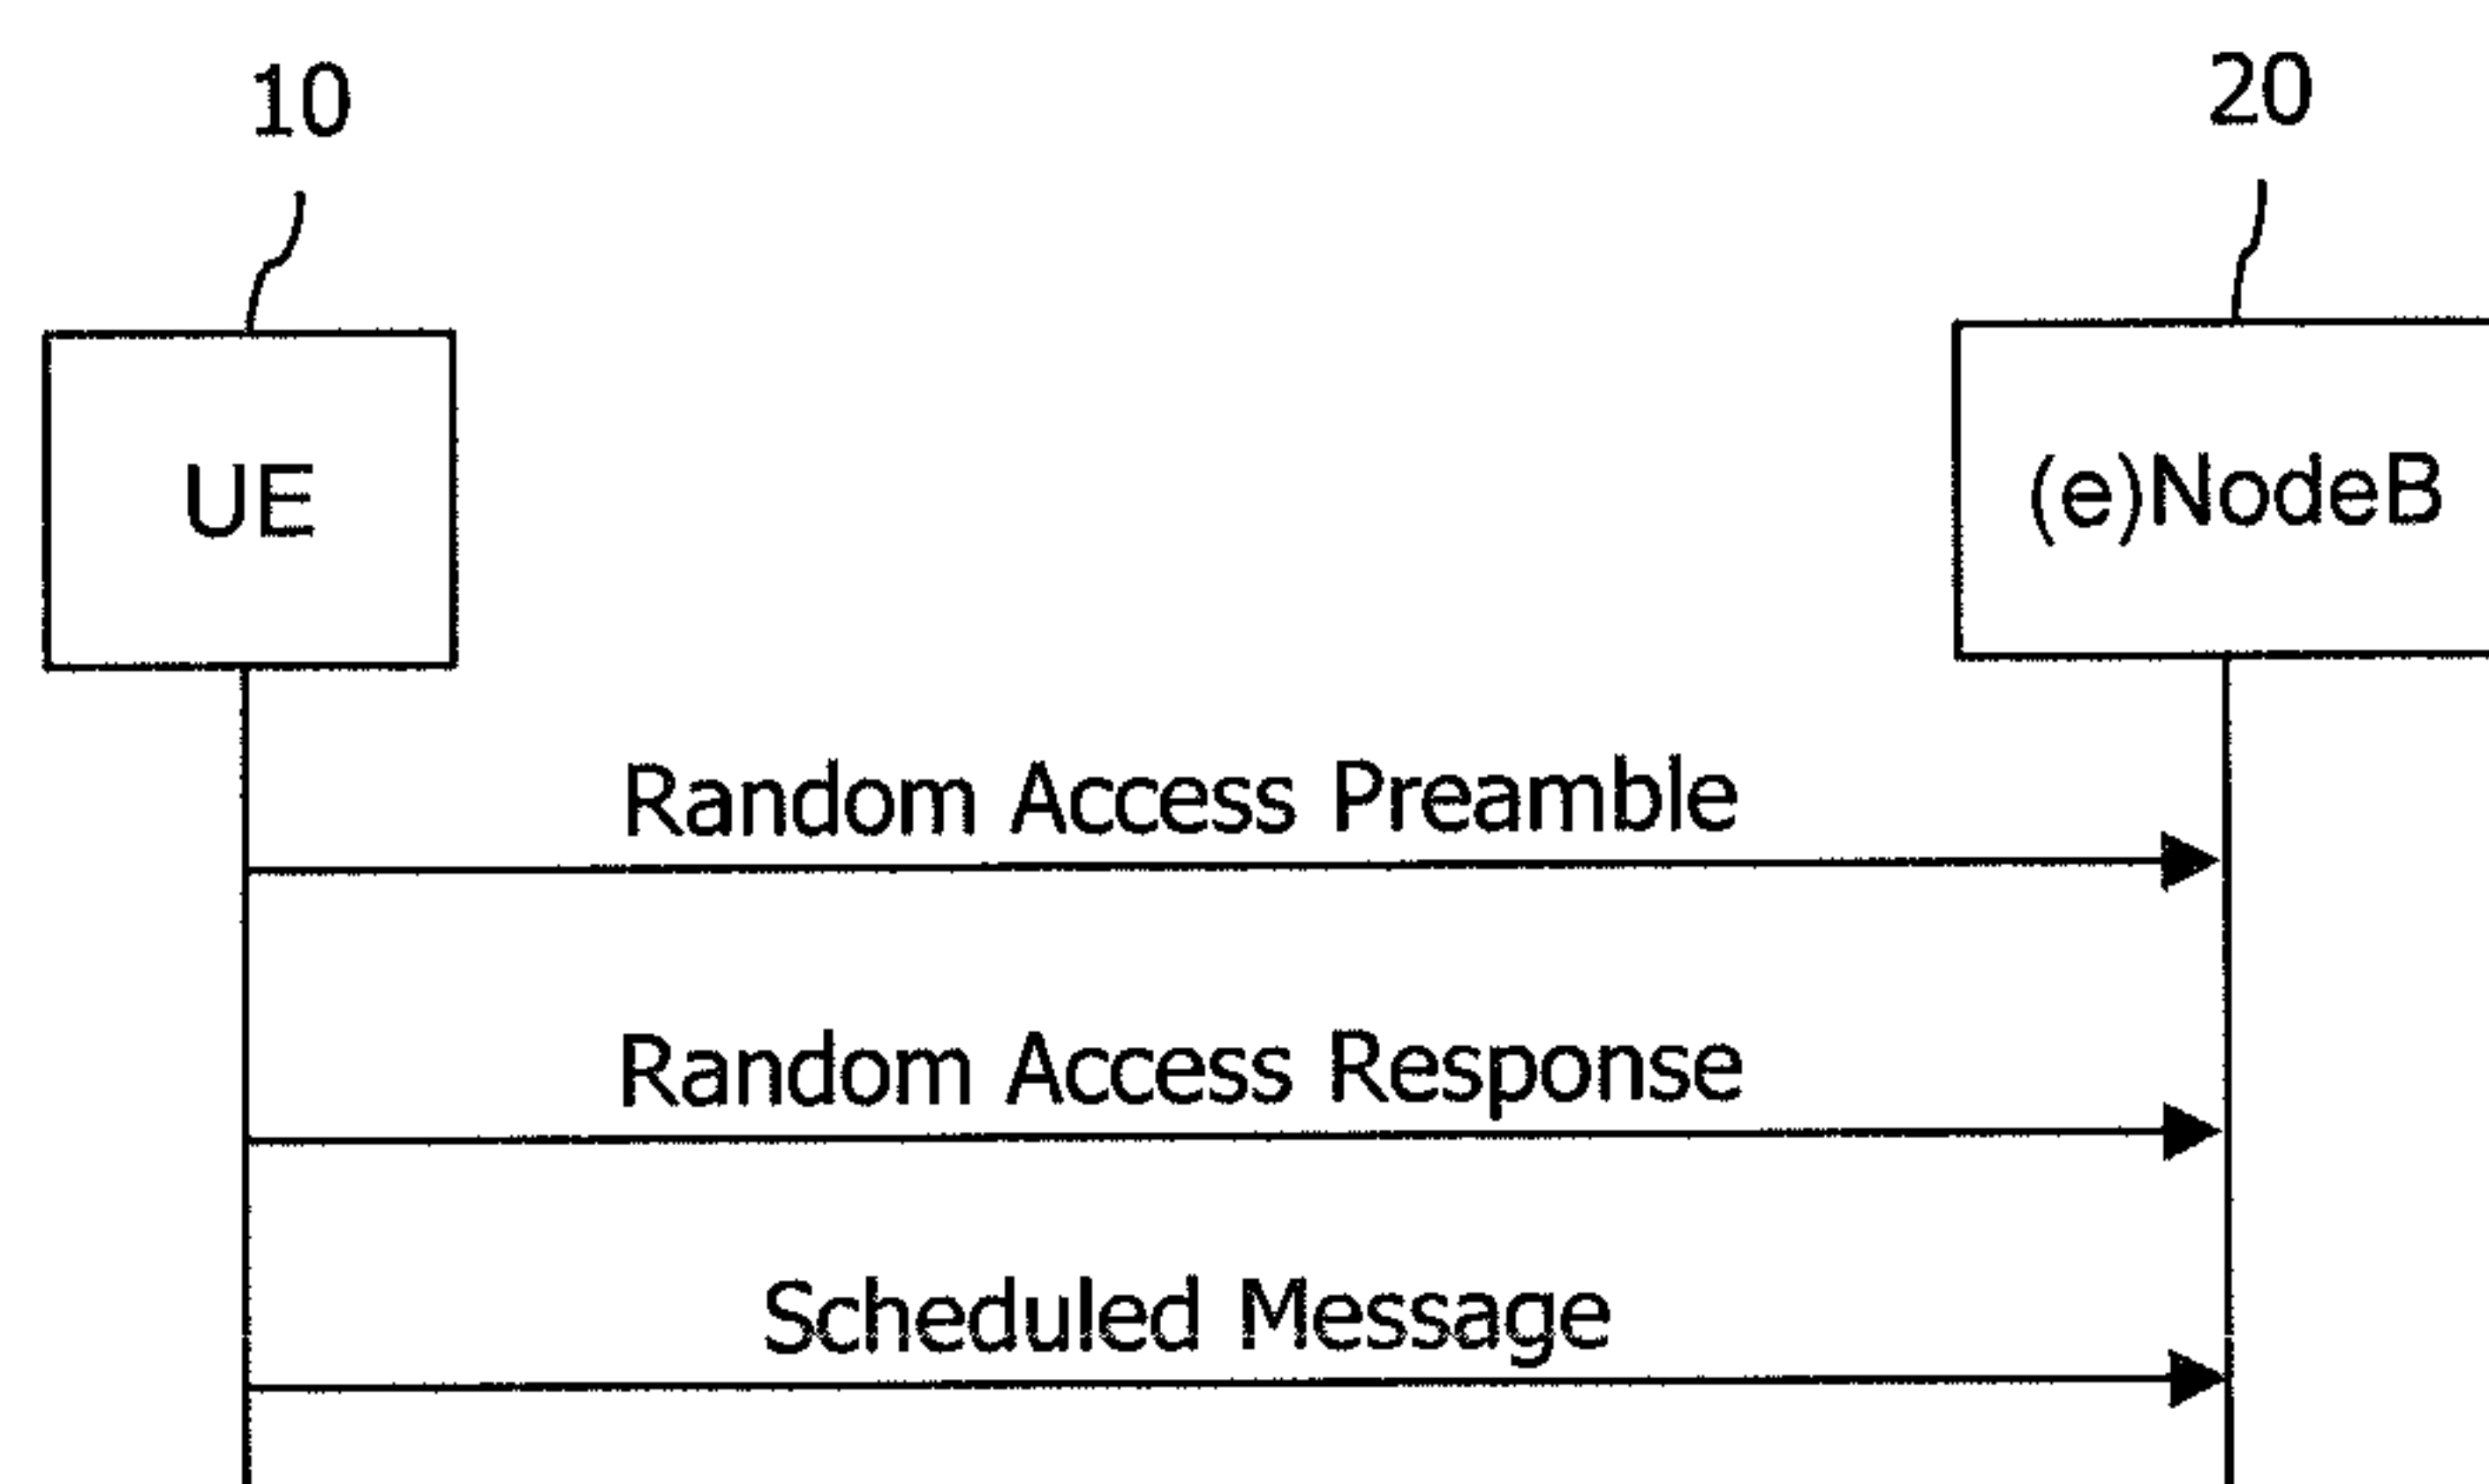 10
20
UE
(e)NodeB
Random Access Preamble
Random Access Response
Scheduled Message